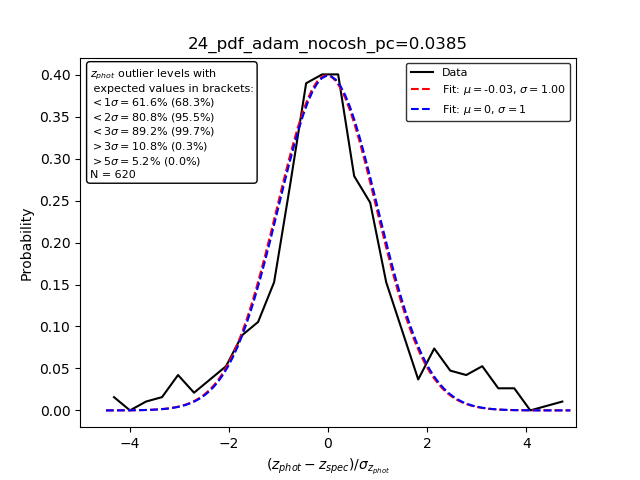 24_pdf_adam_nocosh_pc=0.0385
z_phot outlier levels with
expected values in brackets:
<1σ = 61.6% (68.3%)
<2σ = 80.8% (95.5%)
<3σ = 89.2% (99.7%)
>3σ = 10.8% (0.3%)
>5σ = 5.2% (0.0%)
N = 620
Data
Fit: μ = -0.03, σ = 1.00
Fit: μ = 0, σ = 1
Probability
0.40
0.35
0.30
0.25
0.20
0.15
0.10
0.05
0.00
−4
−2
0
2
4
(z_phot − z_spec)/σ_z_phot